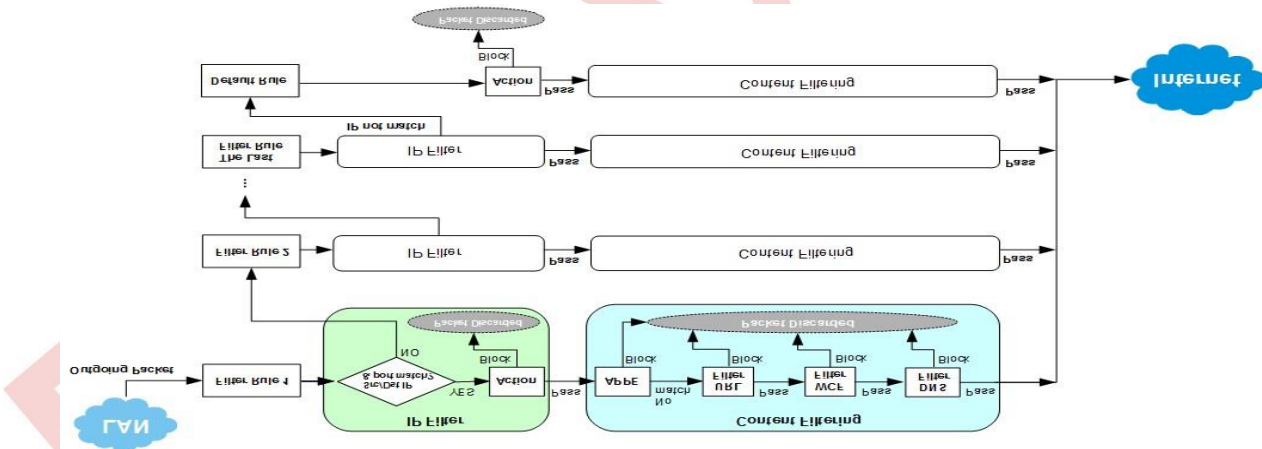 LAN
IP Filter
Content Filtering
Outgoing Packet
Filter Rule 1
Src/Dst IP
& port match?
YES
NO
Action
Pass
Block
Packet Discarded
APPE
Block
No
match
URL
Filter
Block
Pass
WCF
Filter
Block
Pass
DNS
Filter
Block
Pass
Packet Discarded
Filter Rule 2
IP Filter
Pass
Content Filtering
Pass
...
The Last
Filter Rule
IP Filter
Pass
Content Filtering
Pass
IP not match
Default Rule
Action
Pass
Content Filtering
Pass
Internet
Block
Packet Discarded